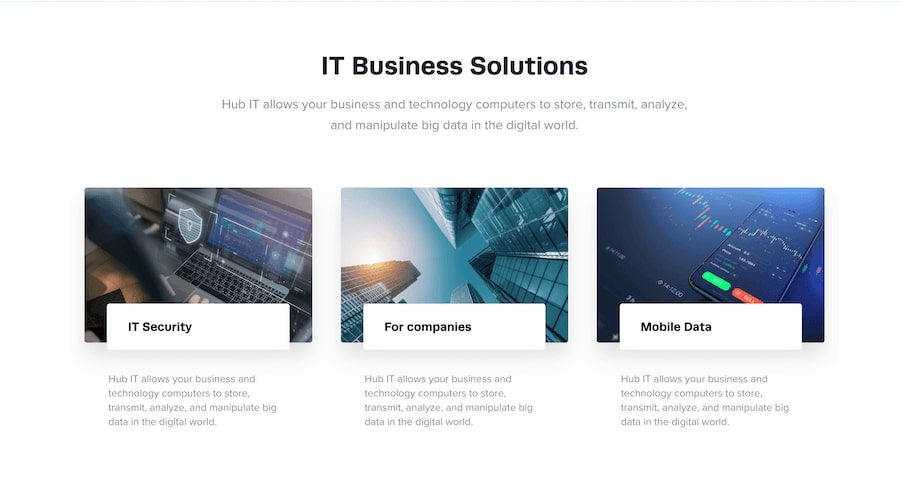 IT Business Solutions
Hub IT allows your business and technology computers to store, transmit, analyze,
and manipulate big data in the digital world.
IT Security
For companies
Mobile Data
Hub IT allows your business and
technology computers to store,
transmit, analyze, and manipulate big
data in the digital world.
Hub IT allows your business and
technology computers to store,
transmit, analyze, and manipulate big
data in the digital world.
Hub IT allows your business and
technology computers to store,
transmit, analyze, and manipulate big
data in the digital world.